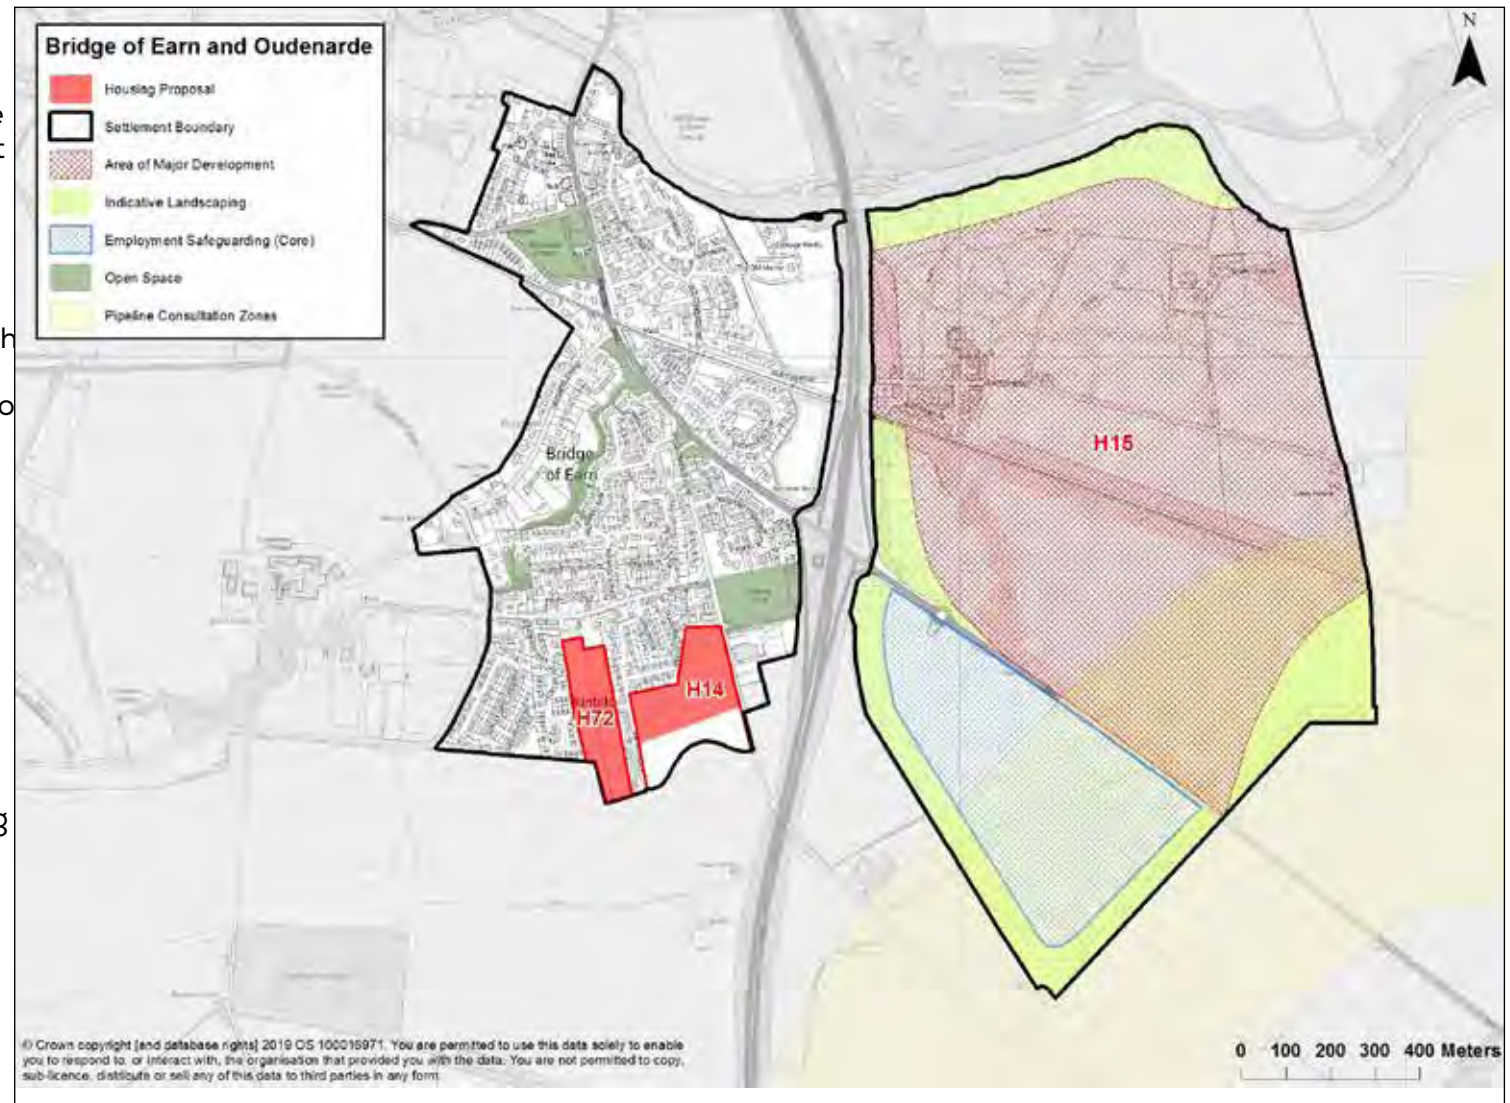 Bridge of Earn and Oudenarde
Housing Proposal
Settlement Boundary
Area of Major Development
Indicative Landscaping
Employment Safeguarding (Core)
Open Space
Pipeline Consultation Zones
N
H15
Bridge
of Earn
H14
H72
© Crown copyright [and database rights] 2019 OS 100016971. You are permitted to use this data solely to enable
you to respond to, or interact with, the organisation that provided you with the data. You are not permitted to copy,
sub-licence, distribute or sell any of this data to third parties in any form.
0 100 200 300 400 Meters